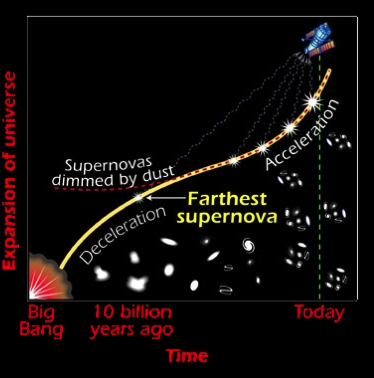 Expansion of universe
Supernovas
dimmed by dust
Acceleration
Farthest
supernova
Deceleration
Big
Bang
10 billion
years ago
Today
Time